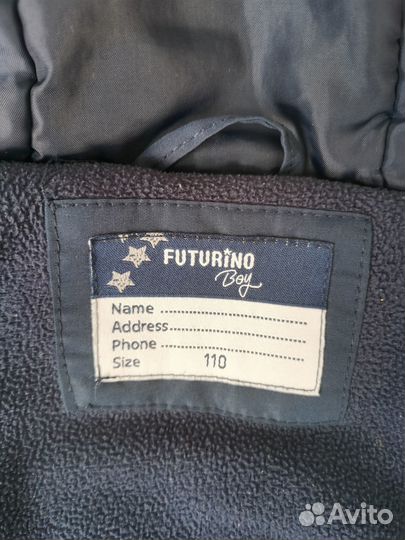 FUTURINO
Boy
Name
Address
Phone
Size 110
Avito